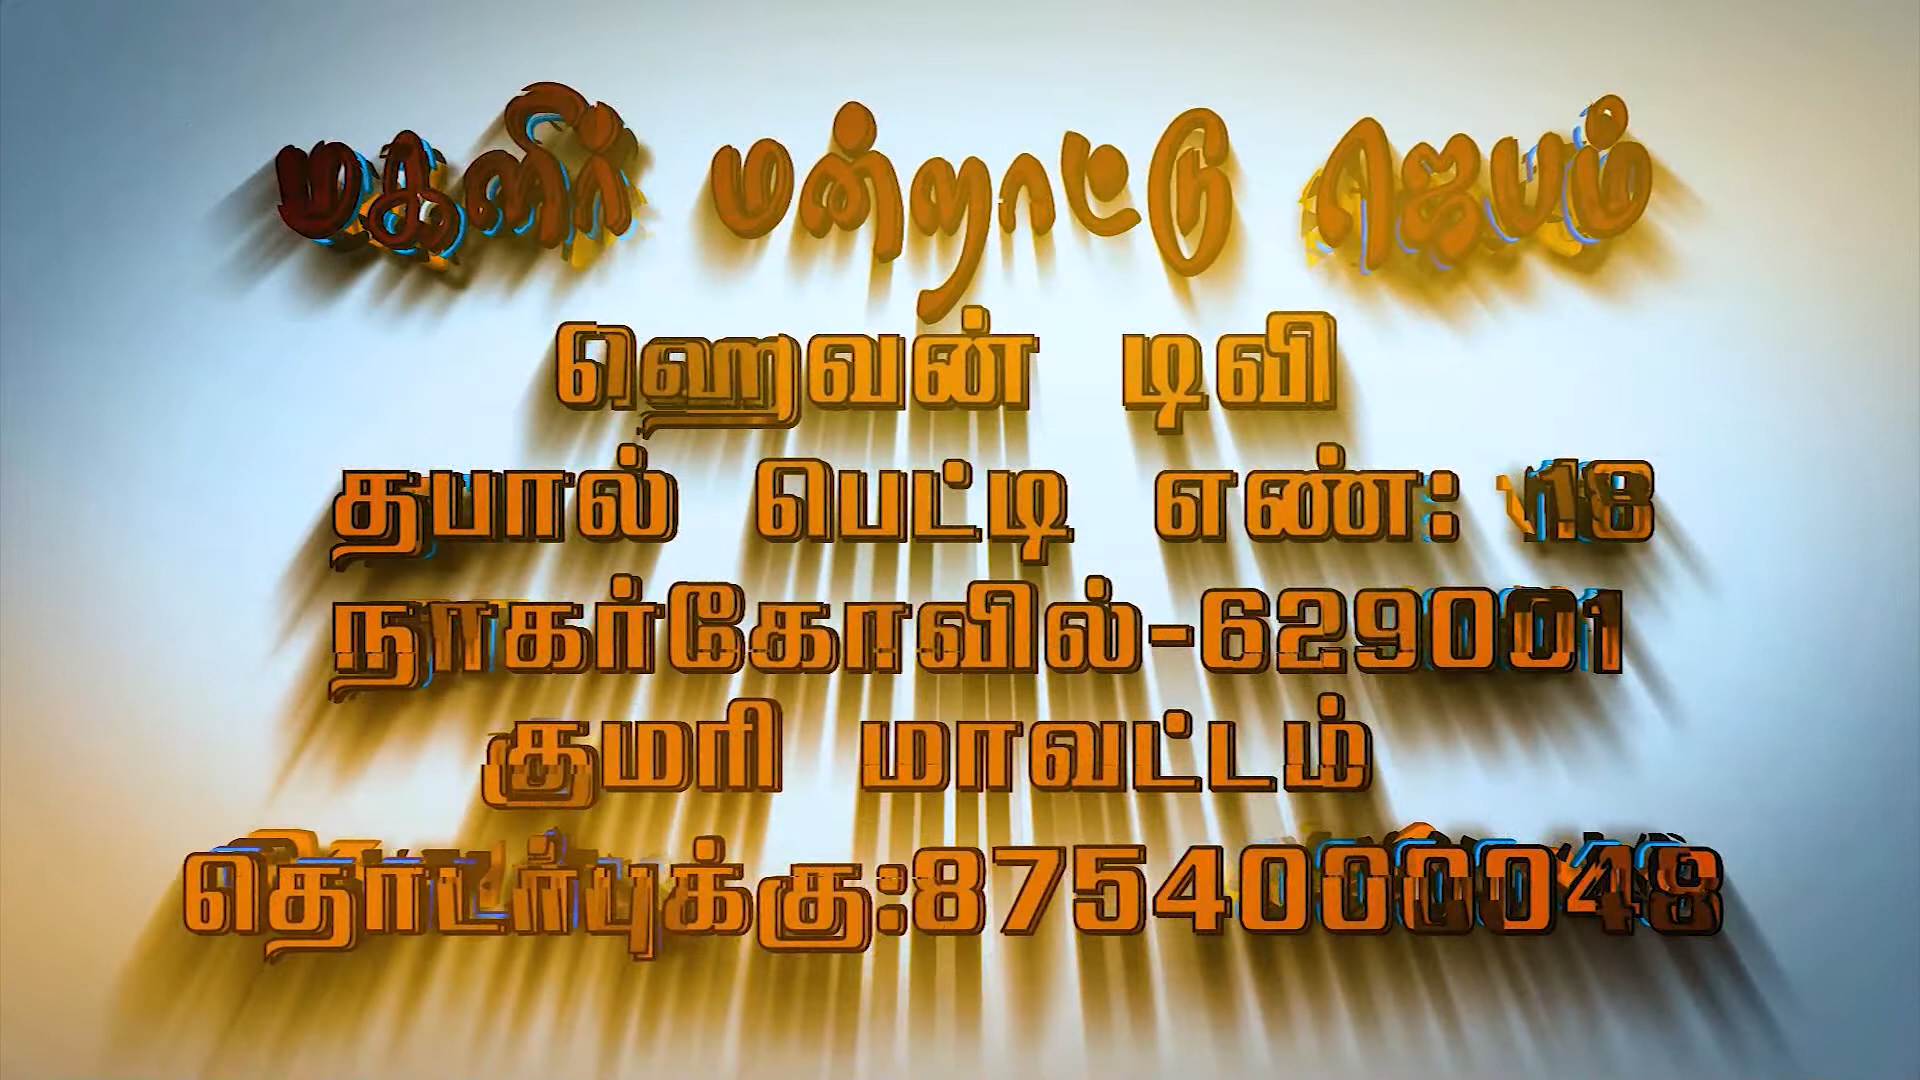 மகளிர் மன்றாட்டு ஜெபம்
ஹெவன் டிவி
தபால் பெட்டி எண்: 18
நாகர்கோவில்-629001
குமரி மாவட்டம்
தொடர்புக்கு:8754000048